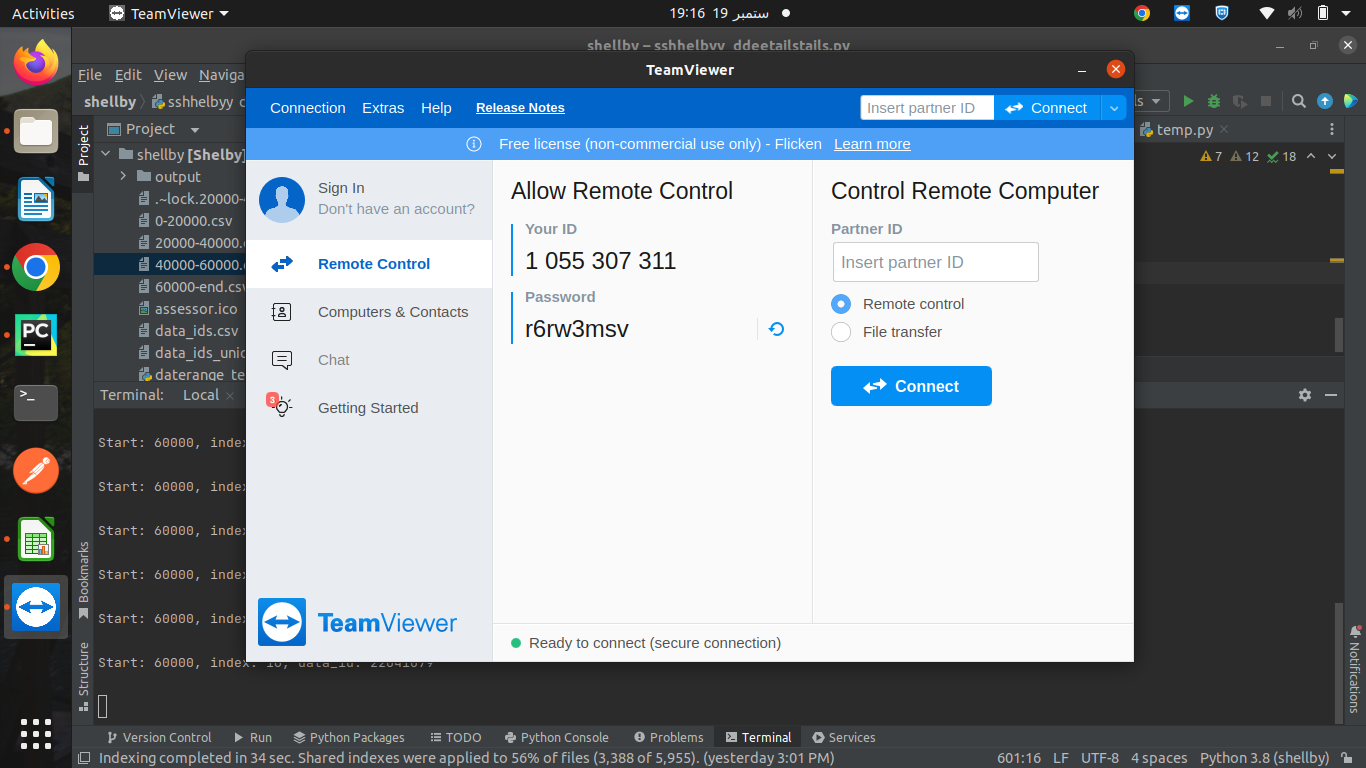 Activities
TeamViewer
19:16 19 ستمبر
shellby – sshhelbyy_ddeetailstails.py
TeamViewer
File Edit View Naviga
Connection Extras Help Release Notes
Insert partner ID Connect
shellby sshhelbyy
temp.py
Free license (non-commercial use only) - Flicken Learn more
7 12 18
Project
Project
shellby [Shelby]
output
.~lock.20000-
0-20000.csv
20000-40000.
40000-60000.
60000-end.csv
assessor.ico
data_ids.csv
data_ids_uni
daterange_te
Sign In
Don't have an account?
Remote Control
Computers & Contacts
Chat
3
Getting Started
TeamViewer
Allow Remote Control
Your ID
1 055 307 311
Password
r6rw3msv
Control Remote Computer
Partner ID
Insert partner ID
Remote control
File transfer
Connect
Ready to connect (secure connection)
PC
>_
Terminal: Local
Start: 60000, index
Start: 60000, index
Start: 60000, index
Start: 60000, index
Start: 60000, index
Start: 60000, index: 16, data_id: 22641679
Bookmarks
Structure
Notifications
Version Control Run Python Packages TODO Python Console Problems Terminal Services
Indexing completed in 34 sec. Shared indexes were applied to 56% of files (3,388 of 5,955). (yesterday 3:01 PM) 601:16 LF UTF-8 4 spaces Python 3.8 (shellby)